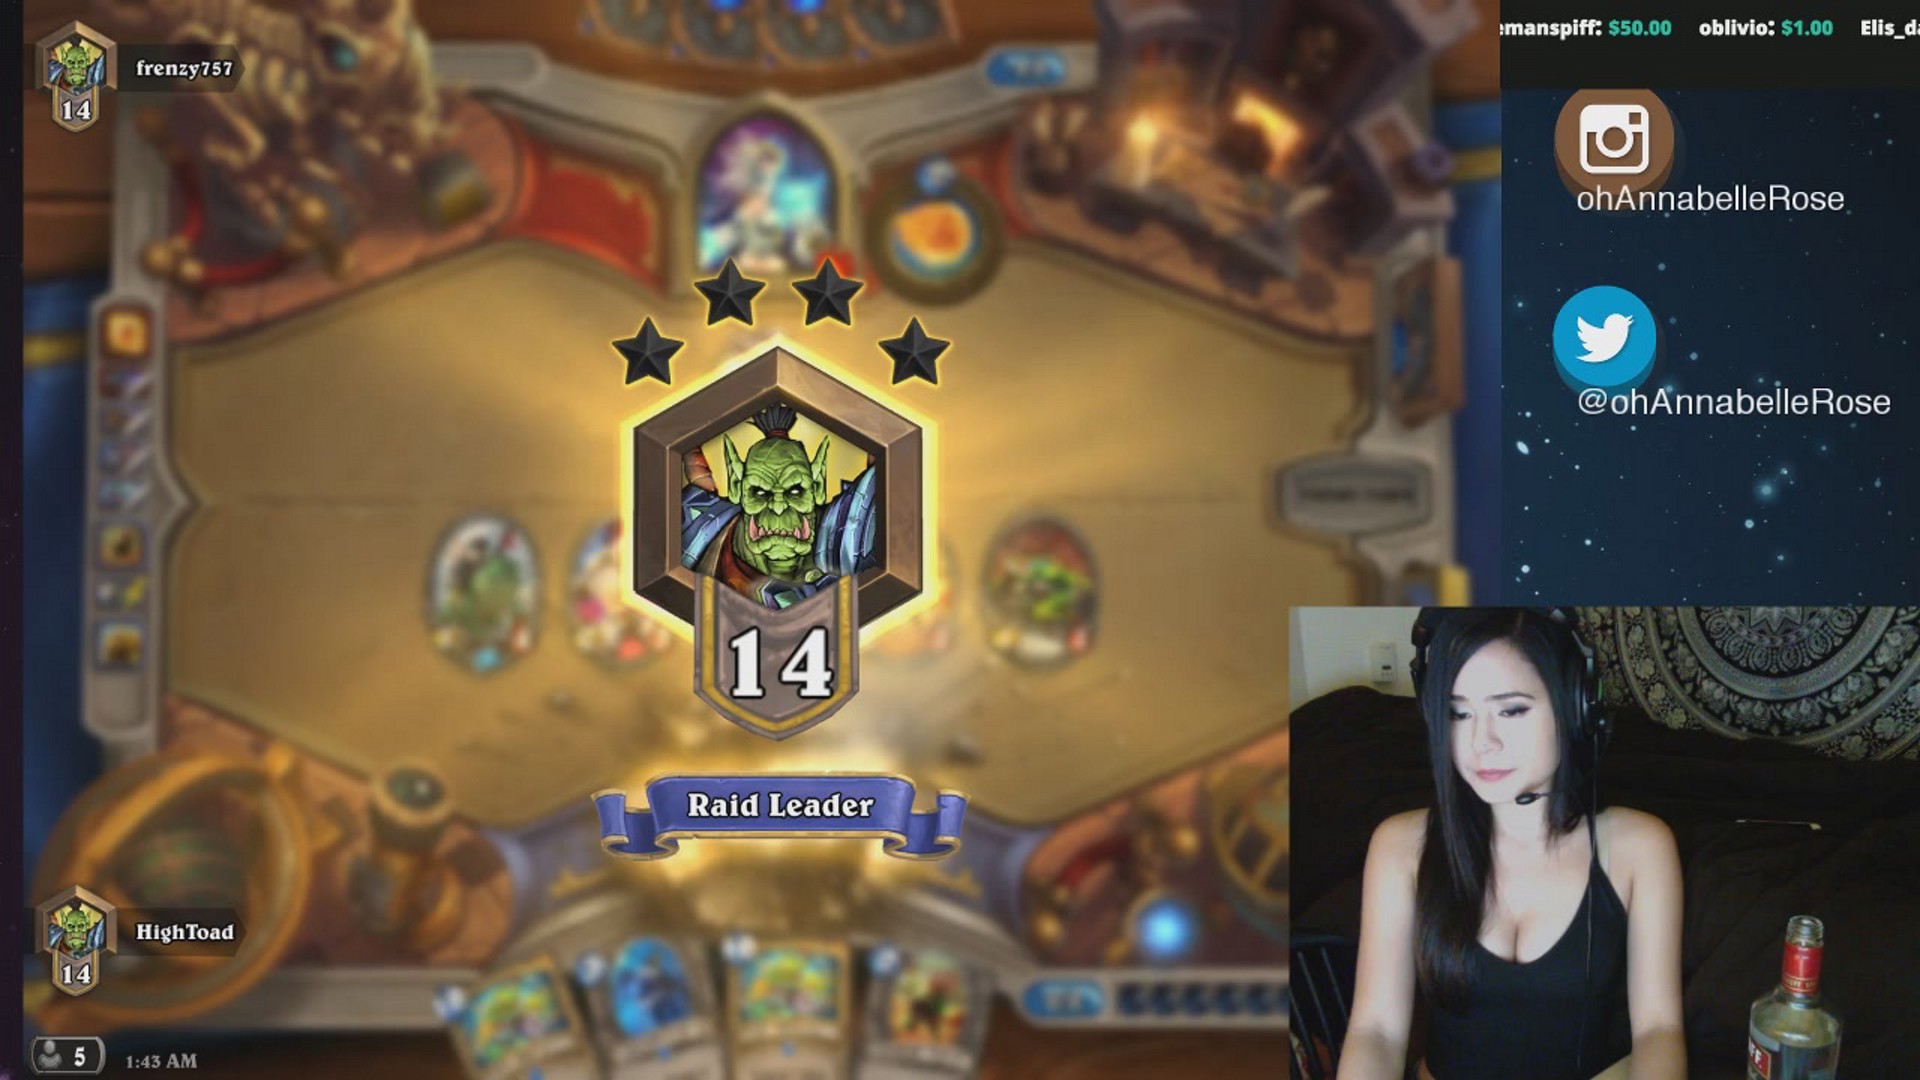 emanspiff: $50.00 oblivio: $1.00 Elis_da
frenzy757
14
ohAnnabelleRose
@ohAnnabelleRose
14
Raid Leader
HighToad
14
5
1:43 AM